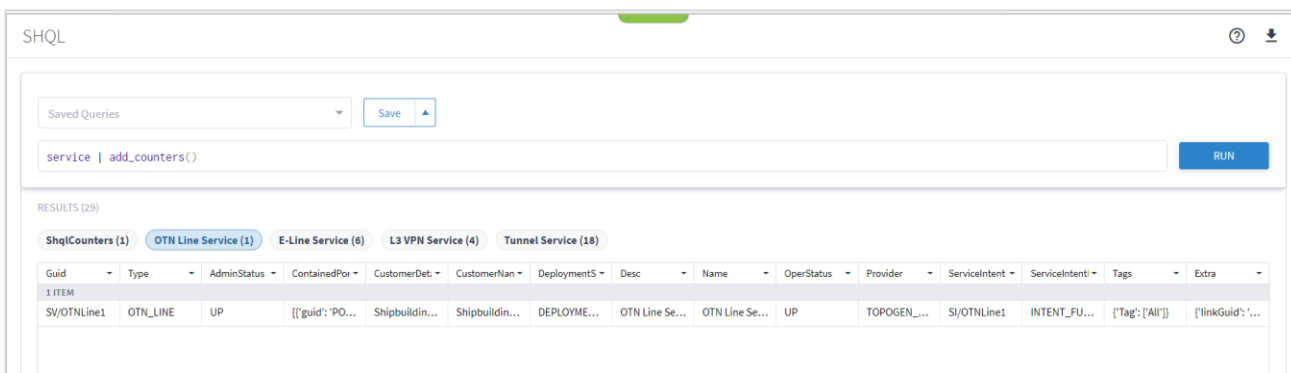 SHQL
Saved Queries
Save
service | add_counters()
RUN
RESULTS (29)
ShqlCounters (1) OTN Line Service (1) E-Line Service (6) L3 VPN Service (4) Tunnel Service (18)
Guid Type AdminStatus ContainedPor CustomerDet: CustomerNan DeploymentS Desc Name OperStatus Provider ServiceIntent ServiceIntentI Tags Extra
1 ITEM
SV/OTNLine1 OTN_LINE UP [{'guid': 'PO... Shipbuildin... Shipbuildin... DEPLOYME... OTN Line Se... OTN Line Se... UP TOPOGEN_... SI/OTNLine1 INTENT_FU... {'Tag': ['All']} {'linkGuid': '...